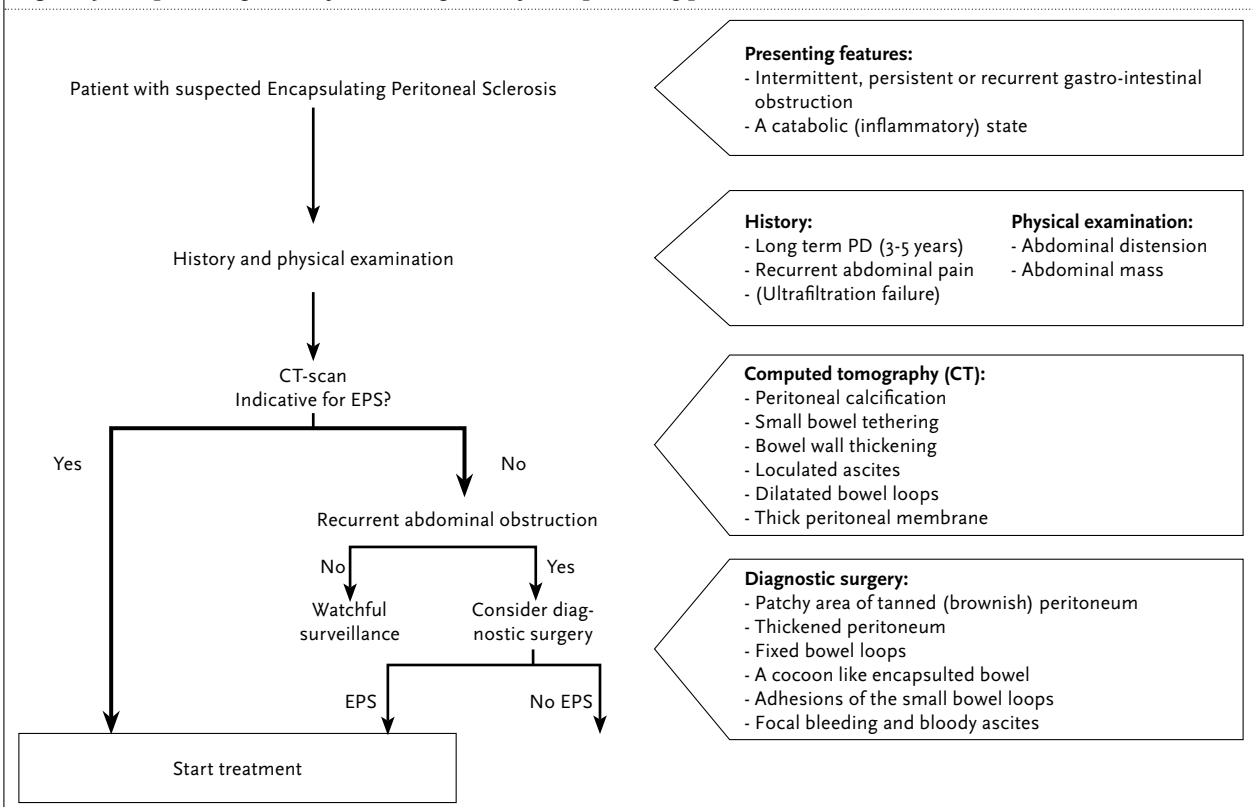 Patient with suspected Encapsulating Peritoneal Sclerosis
Presenting features:
- Intermittent, persistent or recurrent gastro-intestinal
obstruction
- A catabolic (inflammatory) state
History and physical examination
History:
- Long term PD (3-5 years)
- Recurrent abdominal pain
- (Ultrafiltration failure)
Physical examination:
- Abdominal distension
- Abdominal mass
CT-scan
Indicative for EPS?
Computed tomography (CT):
- Peritoneal calcification
- Small bowel tethering
- Bowel wall thickening
- Loculated ascites
- Dilatated bowel loops
- Thick peritoneal membrane
Yes
No
Recurrent abdominal obstruction
No
Yes
Watchful
surveillance
Consider diag-
nostic surgery
Diagnostic surgery:
- Patchy area of tanned (brownish) peritoneum
- Thickened peritoneum
- Fixed bowel loops
- A cocoon like encapsulted bowel
- Adhesions of the small bowel loops
- Focal bleeding and bloody ascites
EPS
No EPS
Start treatment